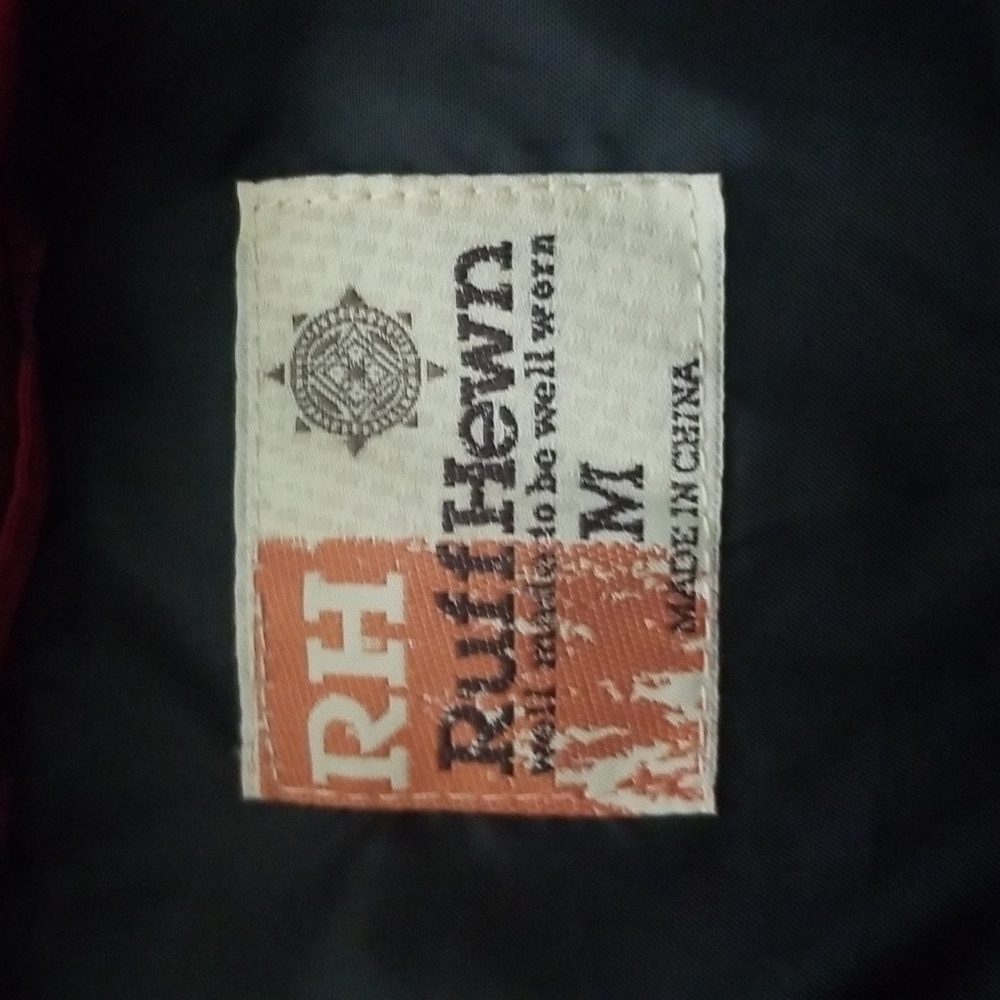 RH
Ruff Hewn
well made to be well worn
M
MADE IN CHINA